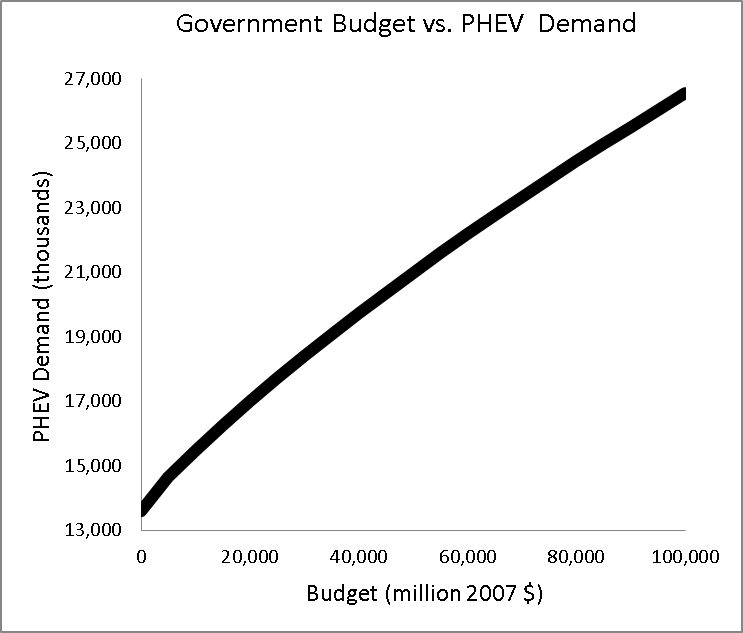 Government Budget vs. PHEV Demand
27,000
25,000
23,000
21,000
19,000
17,000
15,000
13,000
PHEV Demand (thousands)
0 20,000 40,000 60,000 80,000 100,000
Budget (million 2007 $)